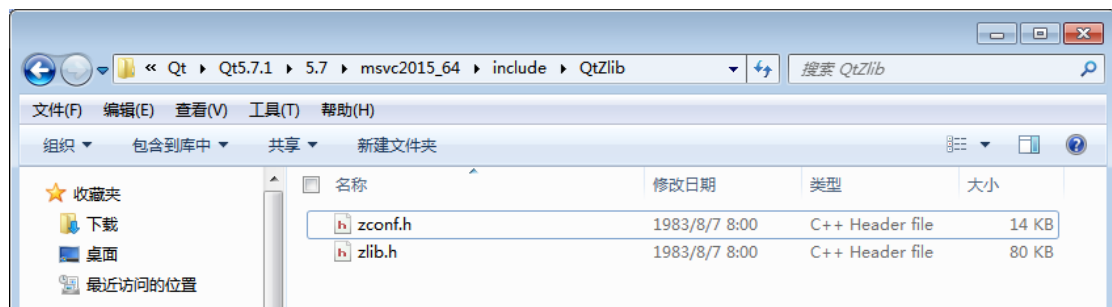 « Qt ▸ Qt5.7.1 ▸ 5.7 ▸ msvc2015_64 ▸ include ▸ QtZlib 搜索 QtZlib
文件(F) 编辑(E) 查看(V) 工具(T) 帮助(H)
组织 包含到库中 共享 新建文件夹
收藏夹
下载
桌面
最近访问的位置
名称 修改日期 类型 大小
zconf.h 1983/8/7 8:00 C++ Header file 14 KB
zlib.h 1983/8/7 8:00 C++ Header file 80 KB